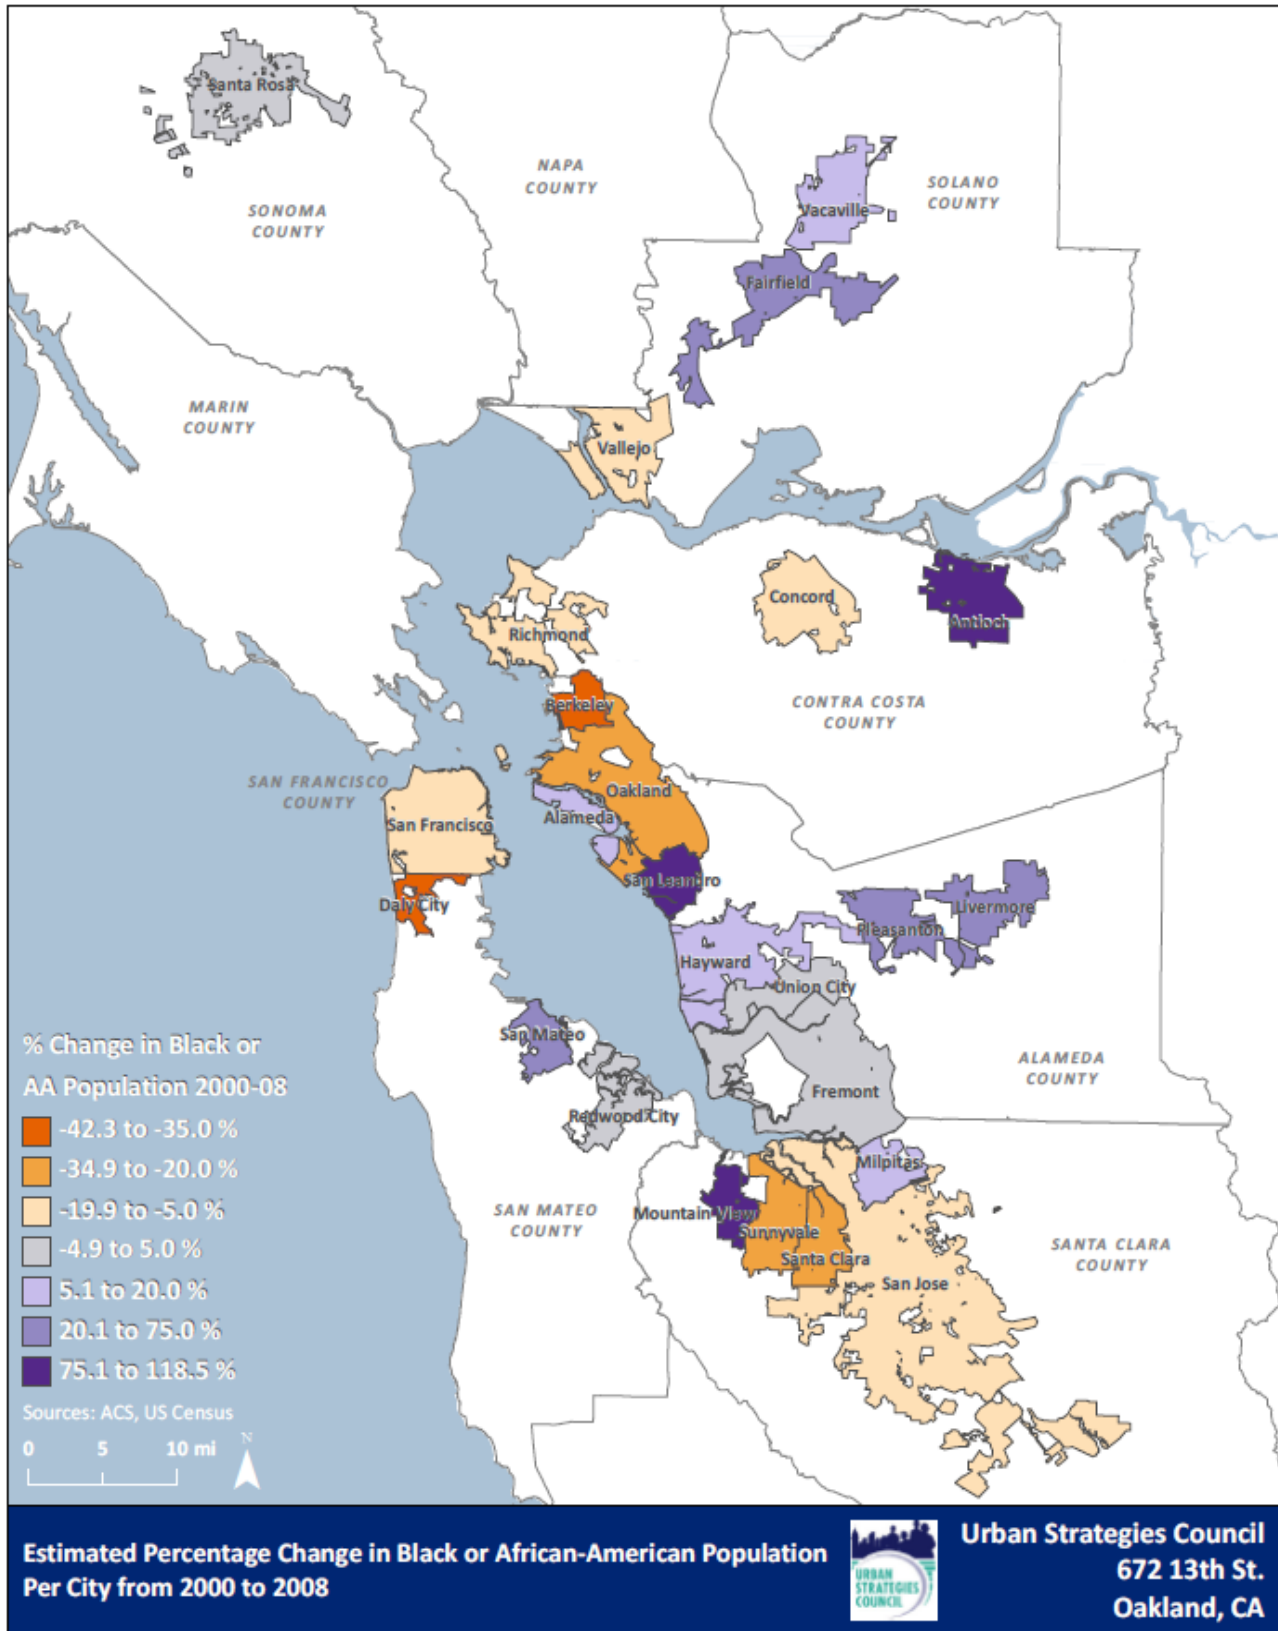 Santa Rosa
NAPA
COUNTY
SOLANO
COUNTY
Vacaville
SONOMA
COUNTY
Fairfield
MARIN
COUNTY
Vallejo
Concord
Antioch
Richmond
Berkeley
CONTRA COSTA
COUNTY
SAN FRANCISCO
COUNTY
Oakland
Alameda
San Francisco
San Leandro
Daly City
Livermore
Pleasanton
Hayward
Union City
San Mateo
ALAMEDA
COUNTY
Fremont
Redwood City
Milpitas
SAN MATEO
COUNTY
Mountain View
Sunnyvale
Santa Clara
SANTA CLARA
COUNTY
San Jose
% Change in Black or
AA Population 2000-08
-42.3 to -35.0 %
-34.9 to -20.0 %
-19.9 to -5.0 %
-4.9 to 5.0 %
5.1 to 20.0 %
20.1 to 75.0 %
75.1 to 118.5 %
Sources: ACS, US Census
0 5 10 mi
N
Estimated Percentage Change in Black or African-American Population
Per City from 2000 to 2008
URBAN
STRATEGIES
COUNCIL
Urban Strategies Council
672 13th St.
Oakland, CA